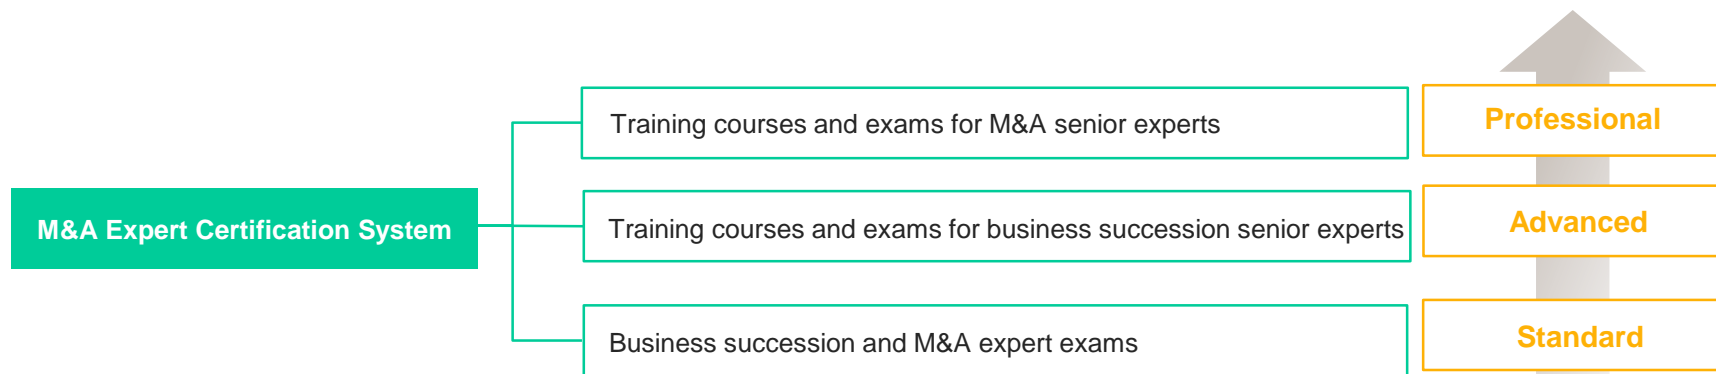 Training courses and exams for M&A senior experts
Professional
M&A Expert Certification System
Training courses and exams for business succession senior experts
Advanced
Business succession and M&A expert exams
Standard